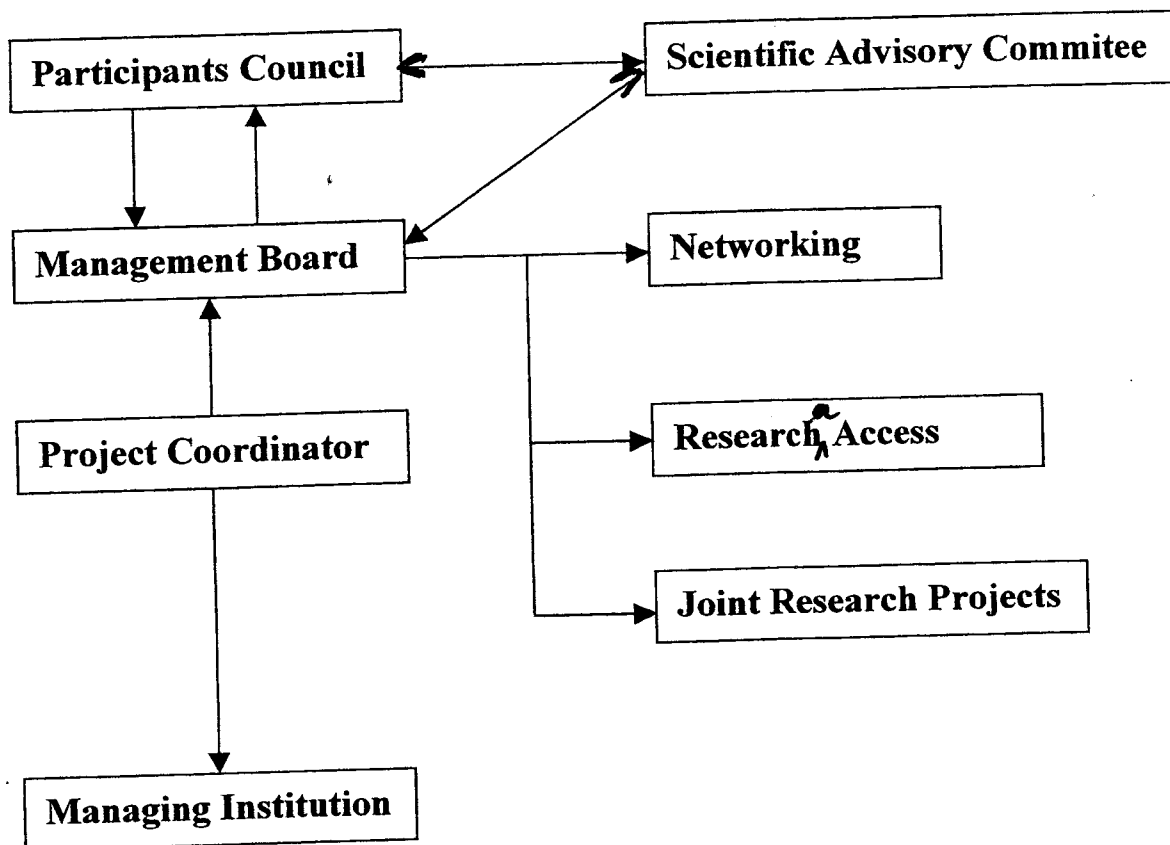 Participants Council
Scientific Advisory Commitee
Management Board
Networking
Project Coordinator
Research a Access
Joint Research Projects
Managing Institution